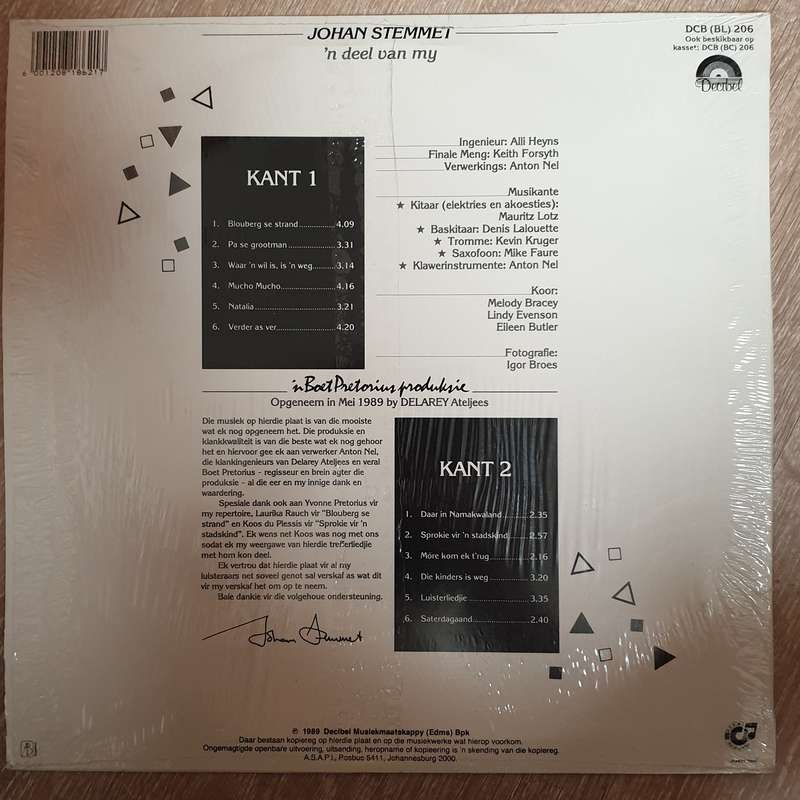 JOHAN STEMMET
'n deel van my
DCB (BL) 206
Ook beskikbaar op
kasset: DCB (BC) 206
Decibel
6 001208 186217
KANT 1
1. Blouberg se strand 4.09
2. Pa se grootman 3.31
3. Waar 'n wil is, is 'n weg 3.14
4. Mucho Mucho 4.16
5. Natalia 3.21
6. Verder as ver 4.20
Ingenieur: Alli Heyns
Finale Meng: Keith Forsyth
Verwerkings: Anton Nel
Musikante
★ Kitaar (elektries en akoesties):
Mauritz Lotz
★ Baskitaar: Denis Lalouette
★ Tromme: Kevin Kruger
★ Saxofoon: Mike Faure
★ Klawerinstrumente: Anton Nel
Koor:
Melody Bracey
Lindy Evenson
Eileen Butler
Fotografie:
Igor Broes
'n Boet Pretorius produksie
Opgeneem in Mei 1989 by DELAREY Ateljees
Die musiek op hierdie plaat is van die mooiste
wat ek nog opgeneem het. Die produksie en
klankkwaliteit is van die beste wat ek nog gehoor
het en hiervoor gee ek aan verwerker Anton Nel,
die klankingenieurs van Delarey Ateljees en veral
Boet Pretorius - regisseur en brein agter die
produksie - al die eer en my innige dank en
waardering.
Spesiale dank ook aan Yvonne Pretorius vir
my repertoire, Laurika Rauch vir "Blouberg se
strand" en Koos du Plessis vir "Sprokie vir 'n
stadskind". Ek wens net Koos was nog met ons
sodat ek my weergawe van hierdie trefferliedjie
met hom kon deel.
Ek vertrou dat hierdie plaat vir al my
luisteraars net soveel genot sal verskaf as wat dit
vir my verskaf het om op te neem.
Baie dankie vir die volgehoue ondersteuning.
Johan Stemmet
KANT 2
1. Daar in Namakwaland 2.35
2. Sprokie vir 'n stadskind 2.57
3. Môre kom ek t'rug 2.16
4. Die kinders is weg 3.20
5. Luisterliedjie 3.35
6. Saterdagaand 2.40
℗ 1989 Decibel Musiekmaatskappy (Edms) Bpk
Daar bestaan kopiereg op hierdie plaat en op die musiekwerke wat hierop voorkom.
Ongemagtigde openbare uitvoering, uitsending, heropname of kopieering is 'n skending van die kopiereg.
A.S.A.P.I., Posbus 5411, Johannesburg 2000.